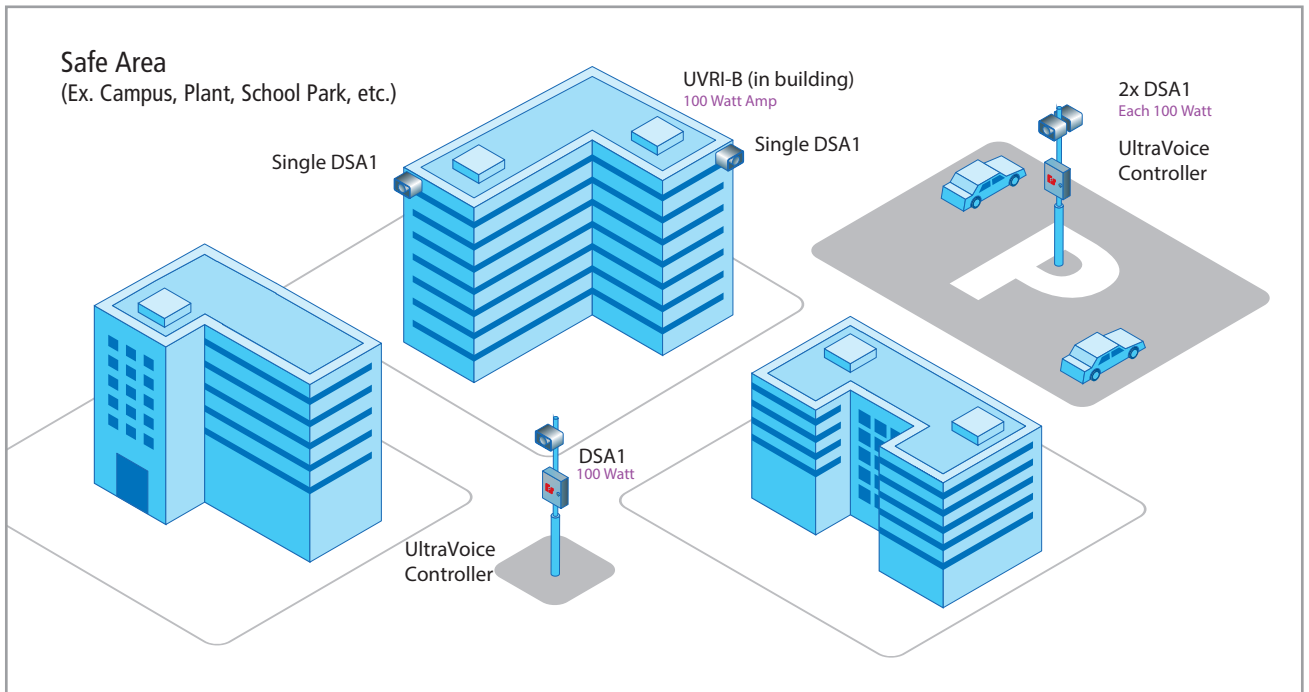 Safe Area
(Ex. Campus, Plant, School Park, etc.)
UVRI-B (in building)
100 Watt Amp
Single DSA1
Single DSA1
2x DSA1
Each 100 Watt
UltraVoice
Controller
DSA1
100 Watt
UltraVoice
Controller
P